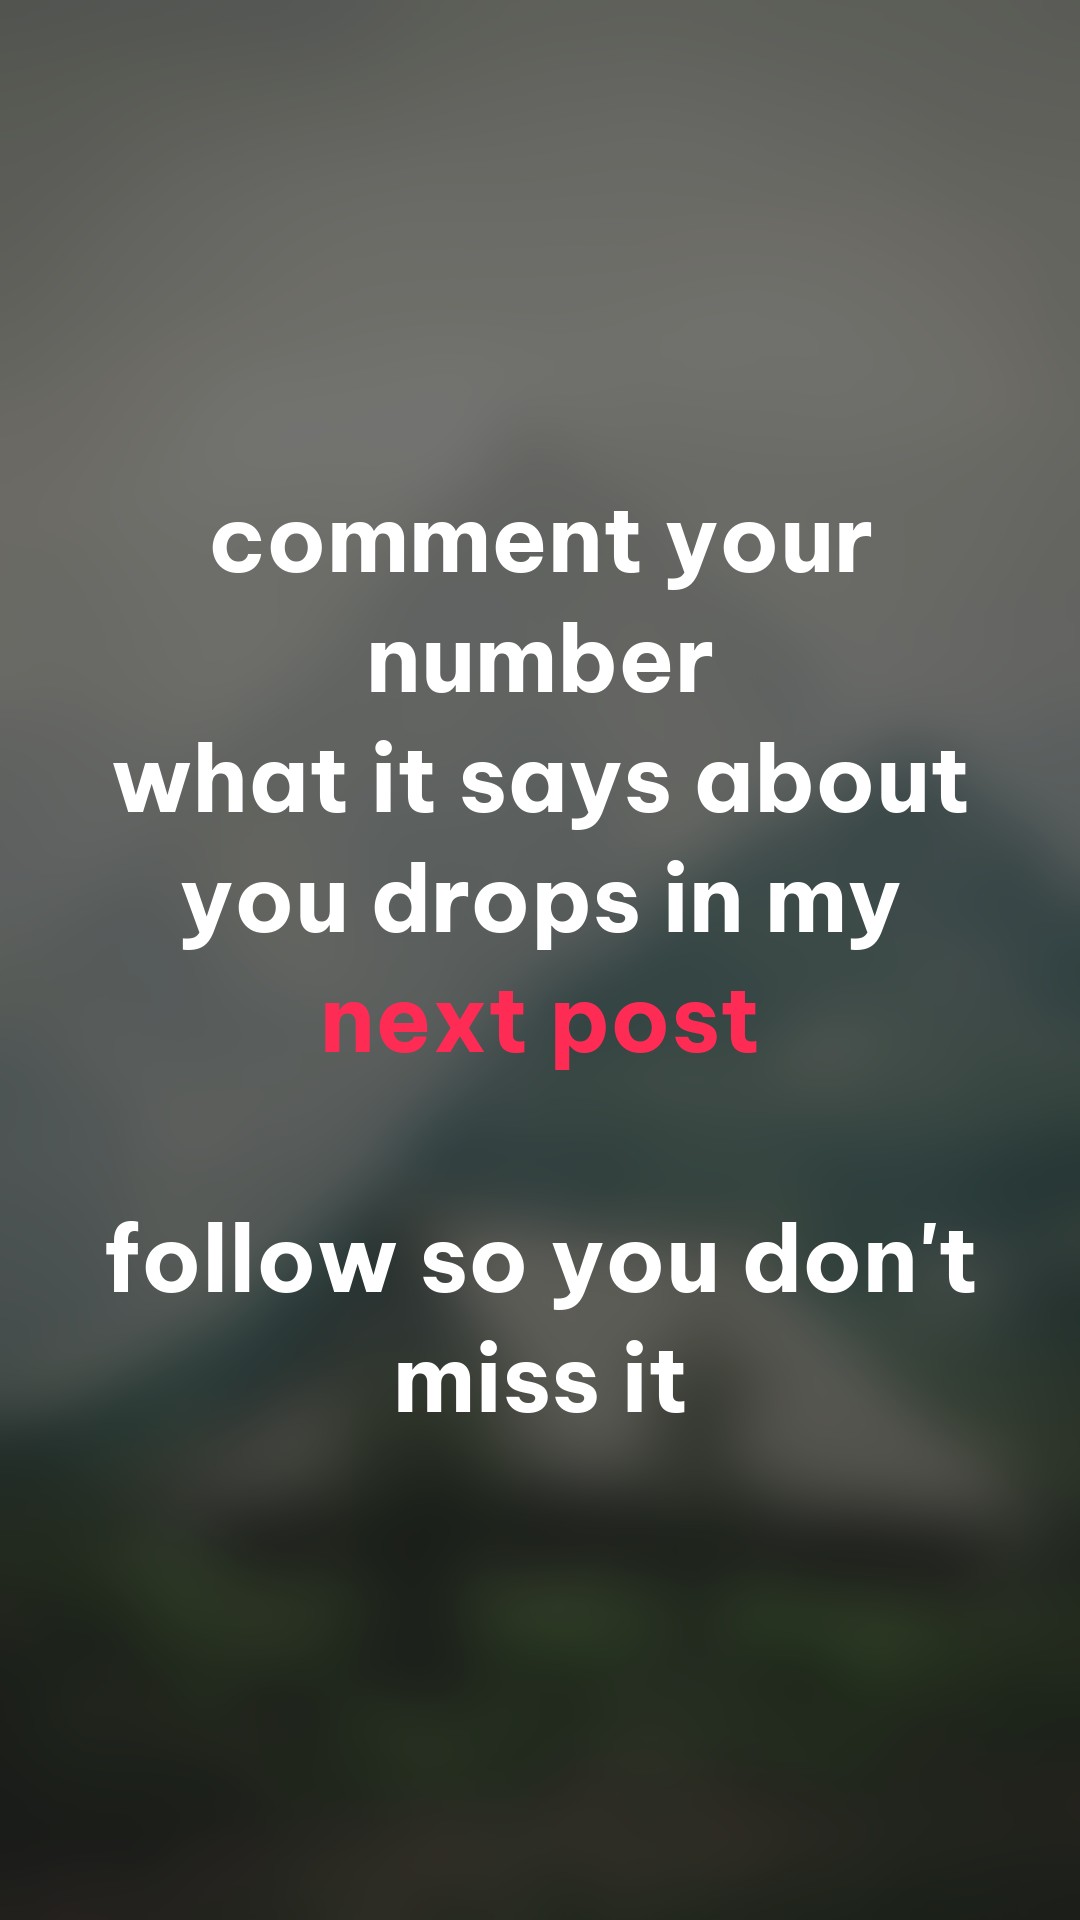 comment your
number
what it says about
you drops in my
next post
follow so you don't
miss it